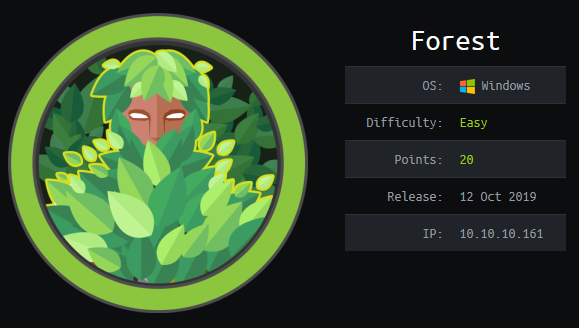 Forest
OS: Windows
Difficulty: Easy
Points: 20
Release: 12 Oct 2019
IP: 10.10.10.161